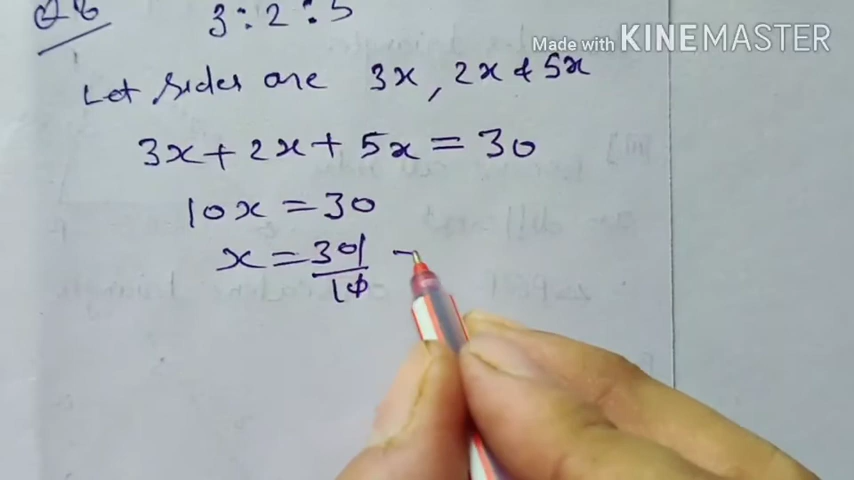 Q6 3:2:5
Made with KINEMASTER
Let sides are 3x, 2x & 5x
3x + 2x + 5x = 30
10x = 30
x = 30/10 -